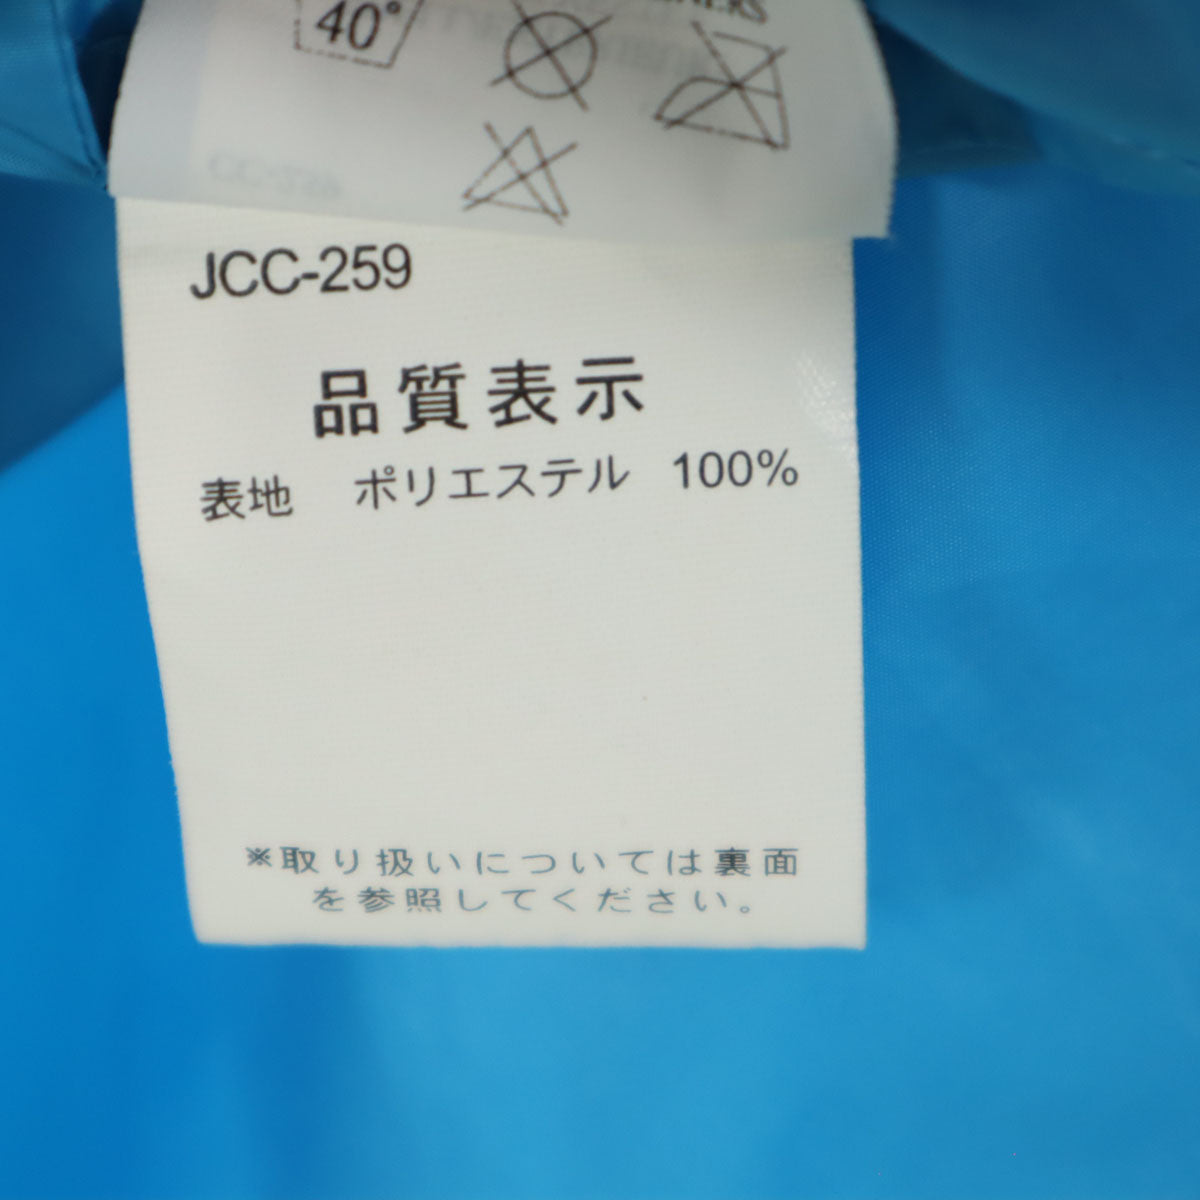 40°
JCC-259
品質表示
表地 ポリエステル 100%
※取り扱いについては裏面
を参照してください。